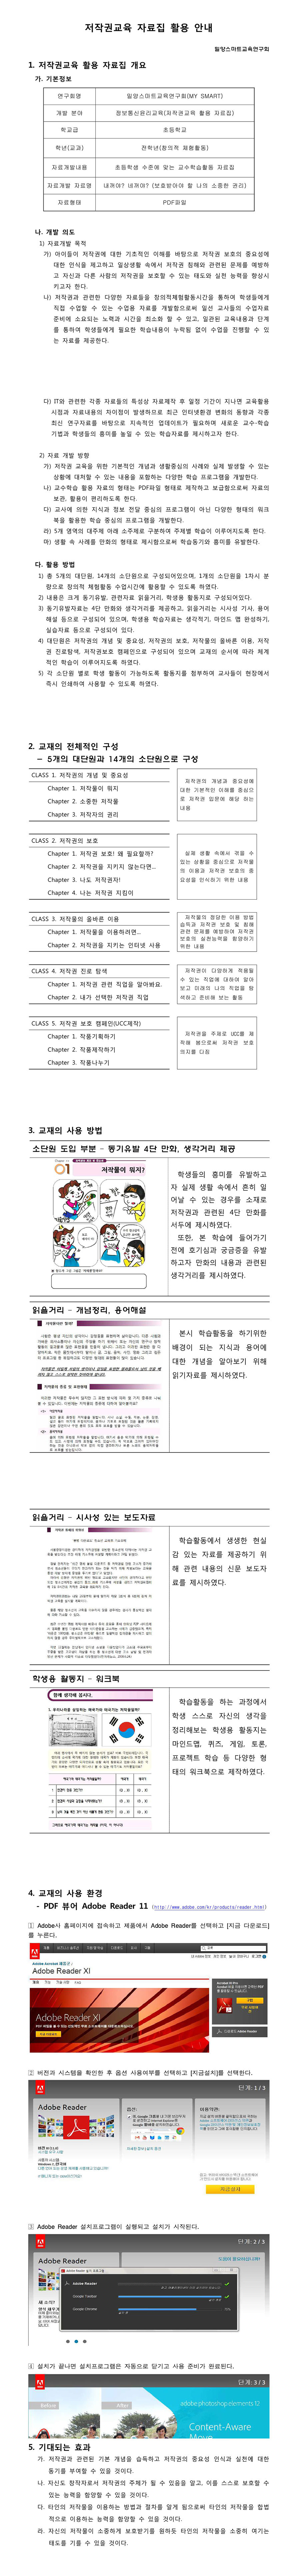 저작권교육 자료집 활용 안내
밀양스마트교육연구회
1. 저작권교육 활용 자료집 개요
가. 기본정보
연구회명 밀양스마트교육연구회(MY SMART)
개발 분야 정보통신윤리교육(저작권교육 활용 자료집)
학교급 초등학교
학년(교과) 전학년(창의적 체험활동)
자료개발내용 초등학생 수준에 맞는 교수학습활동 자료집
자료개발 자료명 내꺼야? 네꺼야? (보호받아야 할 나의 소중한 권리)
자료형태 PDF파일
나. 개발 의도
1) 자료개발 목적
가) 아이들이 저작권에 대한 기초적인 이해를 바탕으로 저작권 보호의 중요성에
대한 인식을 제고하고 일상생활 속에서 저작권 침해와 관련된 문제를 예방하
고 자신과 다른 사람의 저작권을 보호할 수 있는 태도와 실천 능력을 향상시
키고자 한다.
나) 저작권과 관련한 다양한 자료들을 창의적체험활동시간을 통하여 학생들에게
직접 수업할 수 있는 수업용 자료를 개발함으로써 일선 교사들의 수업자료
준비에 소요되는 노력과 시간을 최소화 할 수 있고, 일관된 교육내용과 단계
를 통하여 학생들에게 필요한 학습내용이 누락됨 없이 수업을 진행할 수 있
는 자료를 제공한다.
다) IT와 관련한 각종 자료들의 특성상 자료제작 후 일정 기간이 지나면 교육활용
시점과 자료내용의 차이점이 발생하므로 최근 인터넷환경 변화의 동향과 각종
최신 연구자료를 바탕으로 지속적인 업데이트가 필요하며 새로운 교수-학습
기법과 학생들의 흥미를 높일 수 있는 학습자료를 제시하고자 한다.
2) 자료 개발 방향
가) 저작권 교육을 위한 기본적인 개념과 생활중심의 사례와 실제 발생할 수 있는
상황에 대처할 수 있는 내용을 포함하는 다양한 학습 프로그램을 개발한다.
나) 교수학습 활용 자료의 형태는 PDF파일 형태로 제작하고 보급함으로써 자료의
보관, 활용이 편리하도록 한다.
다) 교사에 의한 지식과 정보 전달 중심의 프로그램이 아닌 다양한 형태의 워크
북을 활용한 학습 중심의 프로그램을 개발한다.
라) 5개 영역의 대주제 아래 소주제로 구분하여 주제별 학습이 이루어지도록 한다.
마) 생활 속 사례를 만화의 형태로 제시함으로써 학습동기와 흥미를 유발한다.
다. 활용 방법
1) 총 5개의 대단원, 14개의 소단원으로 구성되어있으며, 1개의 소단원을 1차시 분
량으로 창의적 체험활동 수업시간에 활용할 수 있도록 하였다.
2) 내용은 크게 동기유발, 관련자료 읽을거리, 학생용 활동지로 구성되어있다.
3) 동기유발자료는 4단 만화와 생각거리를 제공하고, 읽을거리는 시사성 기사, 용어
해설 등으로 구성되어 있으며, 학생용 학습자료는 생각적기, 마인드 맵 완성하기,
실습자료 등으로 구성되어 있다.
4) 대단원은 저작권의 개념 및 중요성, 저작권의 보호, 저작물의 올바른 이용, 저작
권 진로탐색, 저작권보호 캠페인으로 구성되어 있으며 교재의 순서에 따라 체계
적인 학습이 이루어지도록 하였다.
5) 각 소단원 별로 학생 활동이 가능하도록 활동지를 첨부하여 교사들이 현장에서
즉시 인쇄하여 사용할 수 있도록 하였다.
2. 교재의 전체적인 구성
- 5개의 대단원과 14개의 소단원으로 구성
CLASS 1. 저작권의 개념 및 중요성
Chapter 1. 저작물이 뭐지
Chapter 2. 소중한 저작물
Chapter 3. 저작자의 권리
저작권의 개념과 중요성에
대한 기본적인 이해를 중심으
로 저작권 입문에 해당 하는
내용
CLASS 2. 저작권의 보호
Chapter 1. 저작권 보호! 왜 필요할까?
Chapter 2. 저작권을 지키지 않는다면...
Chapter 3. 나도 저작권자!
Chapter 4. 나는 저작권 지킴이
실제 생활 속에서 겪을 수
있는 상황을 중심으로 저작물
의 이용과 저작권 보호의 중
요성을 인식하기 위한 내용
CLASS 3. 저작물의 올바른 이용
Chapter 1. 저작물을 이용하려면...
Chapter 2. 저작권을 지키는 인터넷 사용
저작물의 정당한 이용 방법
습득과 저작권 보호 및 침해
관련 문제를 예방하여 저작권
보호의 실천능력을 함양하기
위한 내용
CLASS 4. 저작권 진로 탐색
Chapter 1. 저작권 관련 직업을 알아봐요.
Chapter 2. 내가 선택한 저작권 직업
저작권이 다양하게 적용될
수 있는 직업에 대하여 알아
보고 미래의 나의 직업을 탐
색하고 준비해 보는 활동
CLASS 5. 저작권 보호 캠페인(UCC제작)
Chapter 1. 작품기획하기
Chapter 2. 작품제작하기
Chapter 3. 작품나누기
저작권을 주제로 UCC를 제
작해 봄으로써 저작권 보호
의지를 다짐
3. 교재의 사용 방법
소단원 도입 부분 - 동기유발 4단 만화, 생각거리 제공
01 저작물이 뭐지?
학생들의 흥미를 유발하고
자 실제 생활 속에서 흔히 일
어날 수 있는 경우를 소재로
저작권과 관련된 4단 만화를
서두에 제시하였다.
또한, 본 학습에 들어가기
전에 호기심과 궁금증을 유발
하고자 만화의 내용과 관련된
생각거리를 제시하였다.
읽을거리 - 개념정리, 용어해설
본시 학습활동을 하기위한
배경이 되는 지식과 용어에
대한 개념을 알아보기 위해
읽기자료를 제시하였다.
읽을거리 - 시사성 있는 보도자료
학습활동에서 생생한 현실
감 있는 자료를 제공하기 위
해 관련 내용의 신문 보도자
료를 제시하였다.
학생용 활동지 - 워크북
함께 생각해 봅시다.
학습활동을 하는 과정에서
학생 스스로 자신의 생각을
정리해보는 학생용 활동지는
마인드맵, 퀴즈, 게임, 토론,
프로젝트 학습 등 다양한 형
태의 워크북으로 제작하였다.
4. 교재의 사용 환경
- PDF 뷰어 Adobe Reader 11 (http://www.adobe.com/kr/products/reader.html)
① Adobe사 홈페이지에 접속하고 제품에서 Adobe Reader를 선택하고 [지금 다운로드]
를 누른다.
Adobe Reader XI
② 버전과 시스템을 확인한 후 옵션 사용여부를 선택하고 [지금설치]를 선택한다.
단계: 1 / 3
Adobe Reader
옵션:
이용약관:
지금 설치
③ Adobe Reader 설치프로그램이 실행되고 설치가 시작된다.
단계: 2 / 3
Adobe Reader
Adobe Reader 설치 프로그램
Adobe Reader
Google Toolbar
④ 설치가 끝나면 설치프로그램은 자동으로 닫기고 사용 준비가 완료된다.
단계: 3 / 3
Before After
adobe photoshop elements 12
Content-Aware
Move
5. 기대되는 효과
가. 저작권과 관련된 기본 개념을 습득하고 저작권의 중요성 인식과 실천에 대한
동기를 부여할 수 있을 것이다.
나. 자신도 창작자로서 저작권의 주체가 될 수 있음을 알고, 이를 스스로 보호할 수
있는 능력을 함양할 수 있을 것이다.
다. 타인의 저작물을 이용하는 방법과 절차를 알게 됨으로써 타인의 저작물을 합법
적으로 이용하는 능력을 함양할 수 있을 것이다.
라. 자신의 저작물이 소중하게 보호받기를 원하듯 타인의 저작물을 소중히 여기는
태도를 기를 수 있을 것이다.